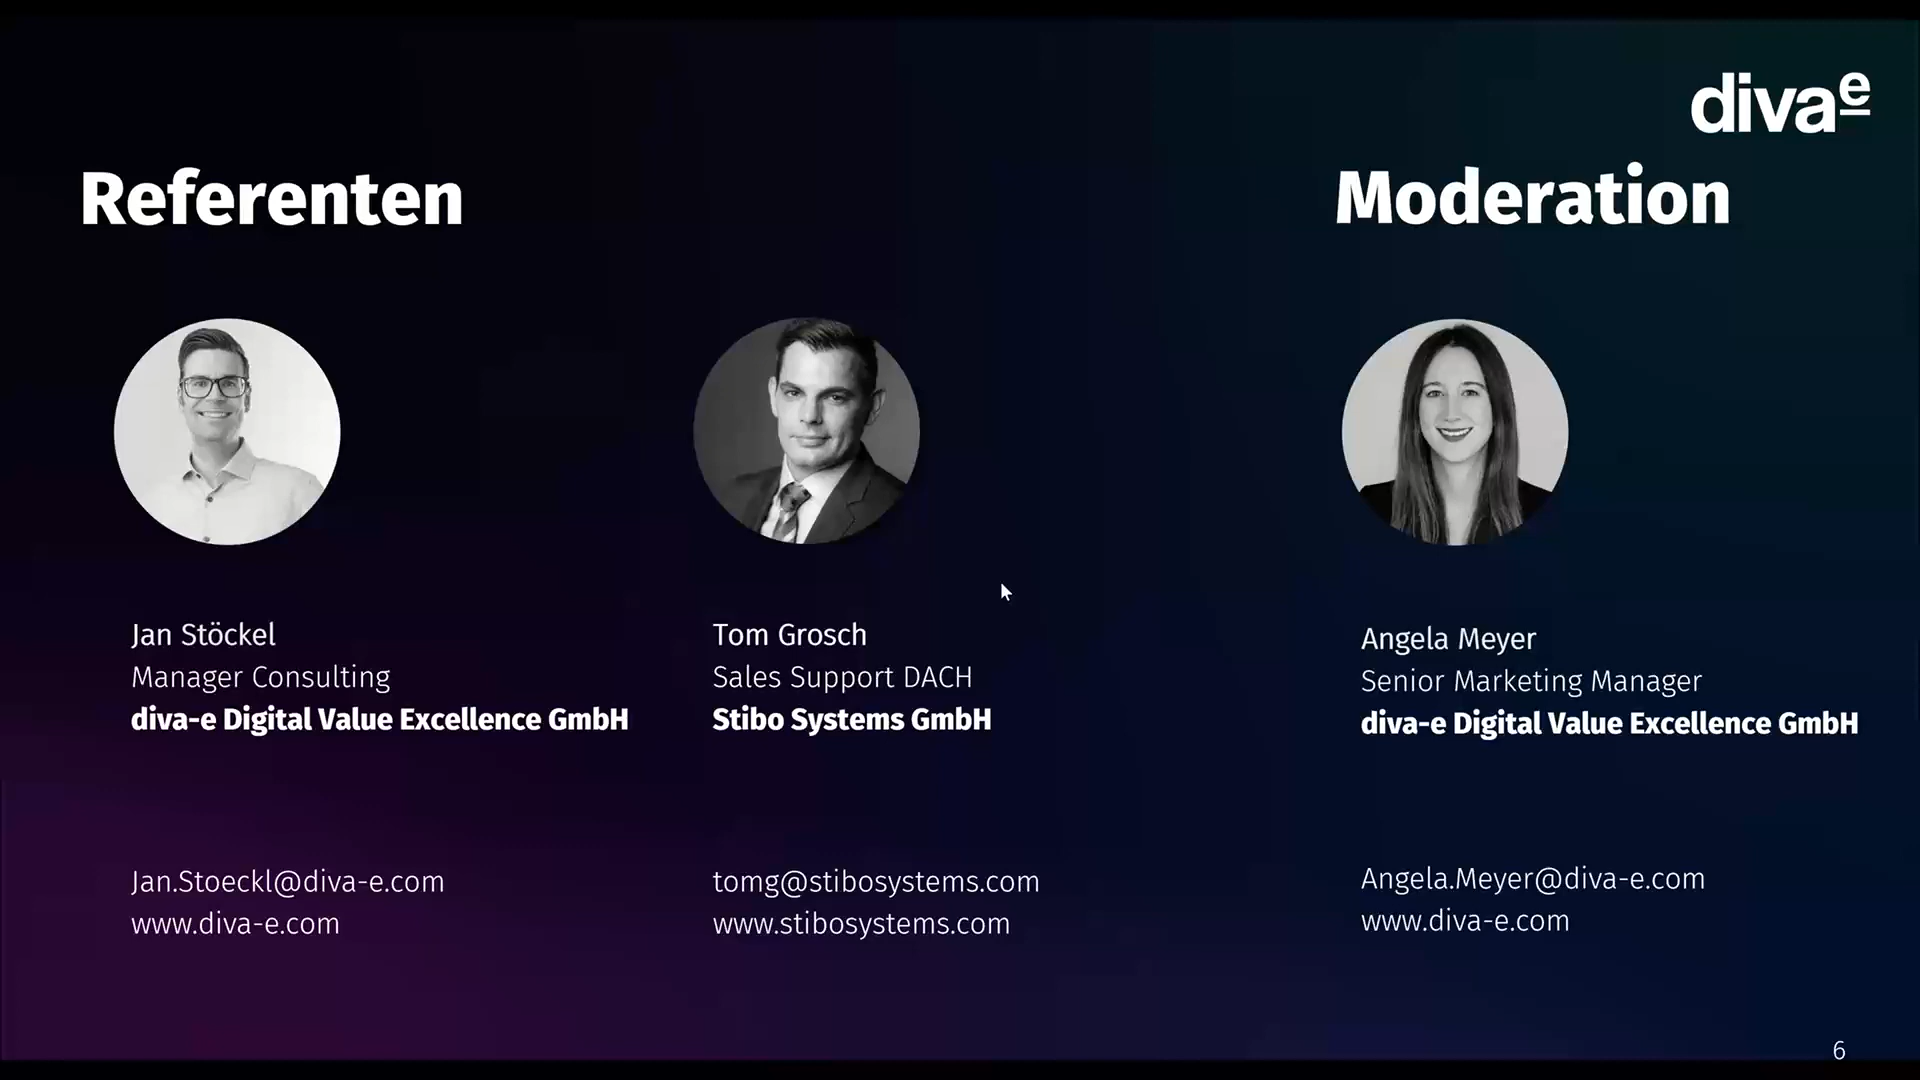 divae
Referenten
Moderation
Jan Stöckel
Manager Consulting
diva-e Digital Value Excellence GmbH
Jan.Stoeckl@diva-e.com
www.diva-e.com
Tom Grosch
Sales Support DACH
Stibo Systems GmbH
tomg@stibosystems.com
www.stibosystems.com
Angela Meyer
Senior Marketing Manager
diva-e Digital Value Excellence GmbH
Angela.Meyer@diva-e.com
www.diva-e.com
6